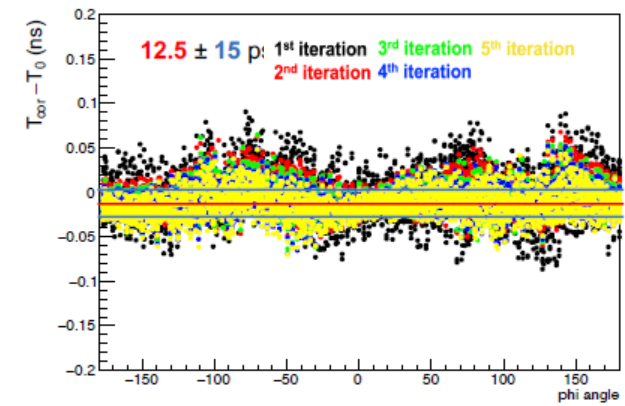 T_cor − T_0 (ns)
12.5 ± 15 ps
1st iteration 3rd iteration 5th iteration
2nd iteration 4th iteration
0.2
0.15
0.1
0.05
0
−0.05
−0.1
−0.15
−0.2
−150 −100 −50 0 50 100 150
phi angle